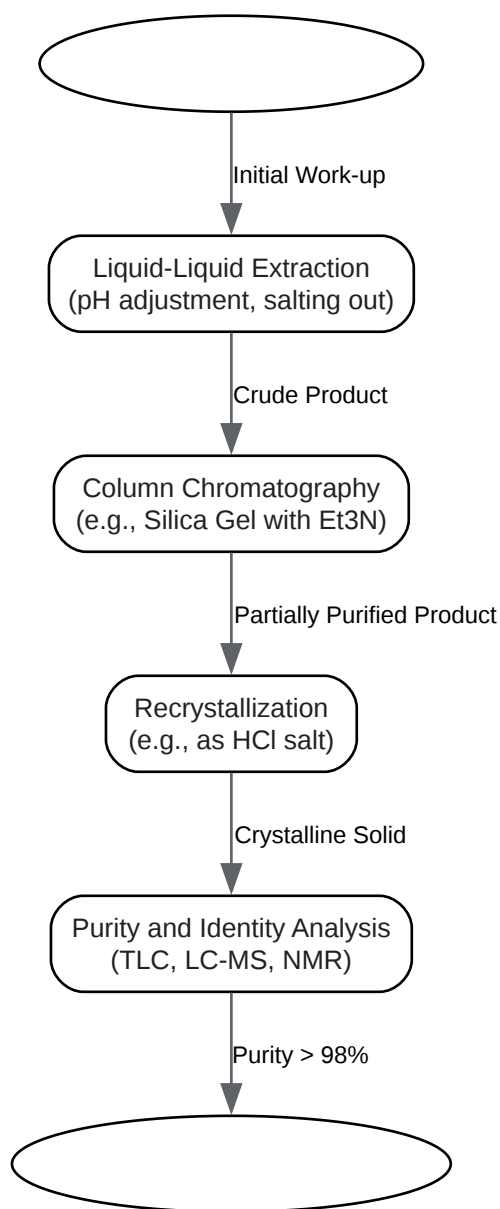 Initial Work-up
Liquid-Liquid Extraction
(pH adjustment, salting out)
Crude Product
Column Chromatography
(e.g., Silica Gel with Et3N)
Partially Purified Product
Recrystallization
(e.g., as HCl salt)
Crystalline Solid
Purity and Identity Analysis
(TLC, LC-MS, NMR)
Purity > 98%